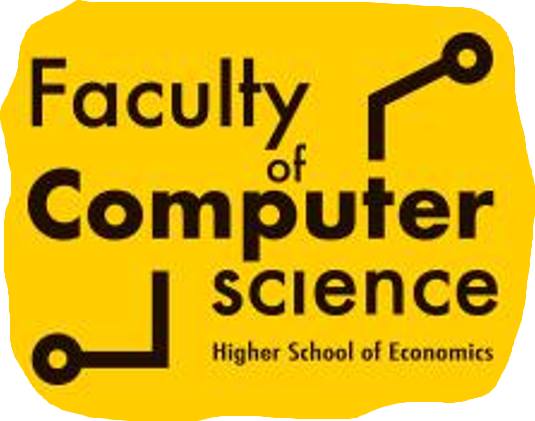 Faculty
of
Computer
science
Higher School of Economics